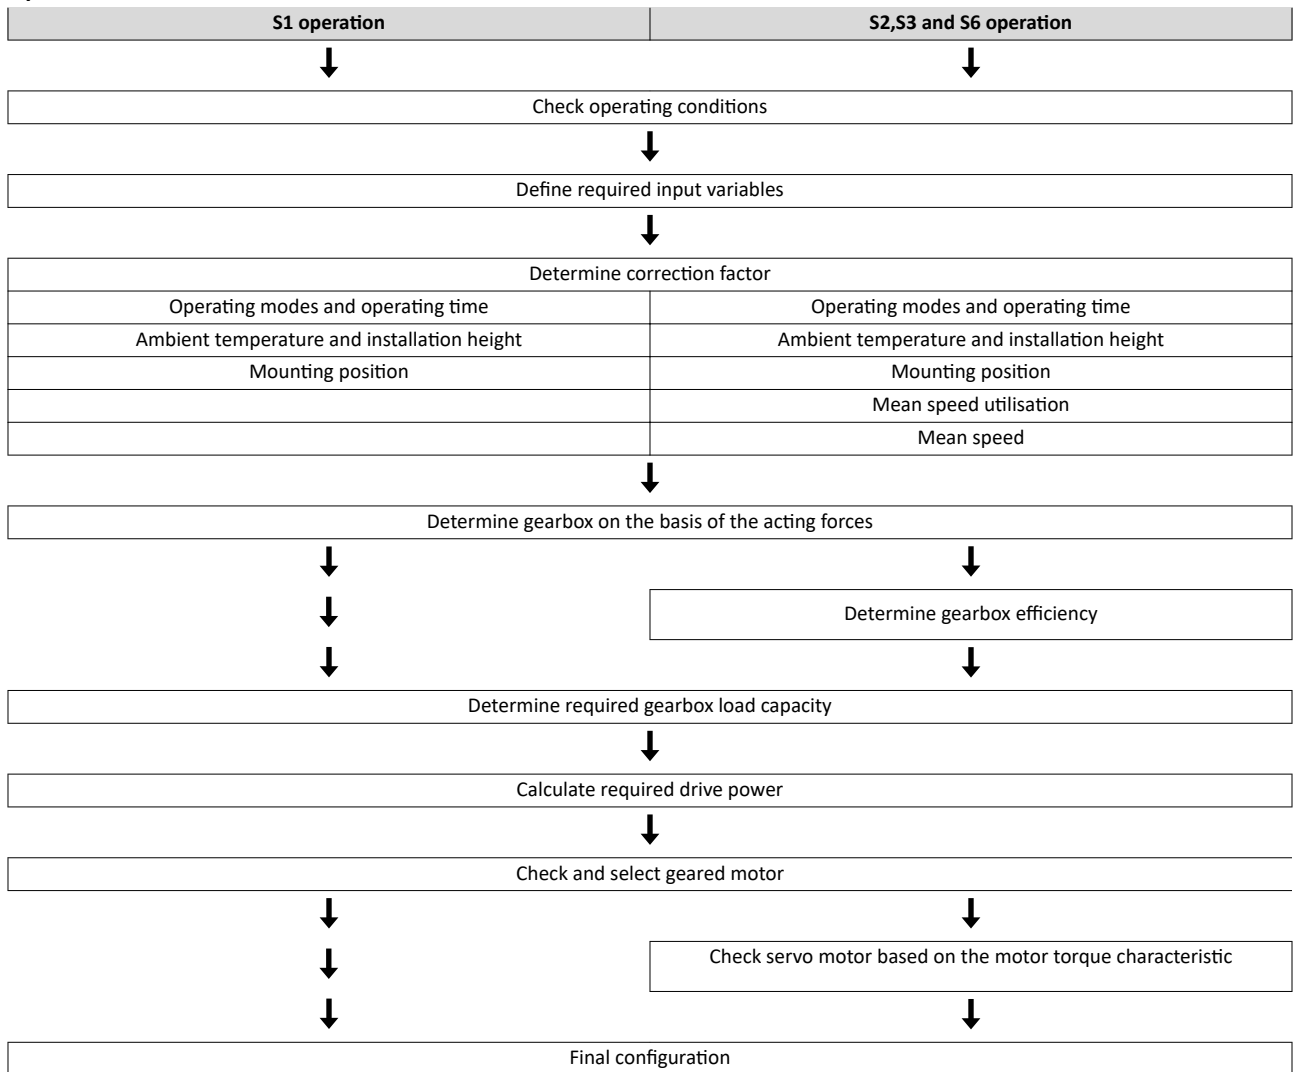 S1 operation
S2,S3 and S6 operation
Check operating conditions
Define required input variables
Determine correction factor
Operating modes and operating time
Operating modes and operating time
Ambient temperature and installation height
Ambient temperature and installation height
Mounting position
Mounting position
Mean speed utilisation
Mean speed
Determine gearbox on the basis of the acting forces
Determine gearbox efficiency
Determine required gearbox load capacity
Calculate required drive power
Check and select geared motor
Check servo motor based on the motor torque characteristic
Final configuration